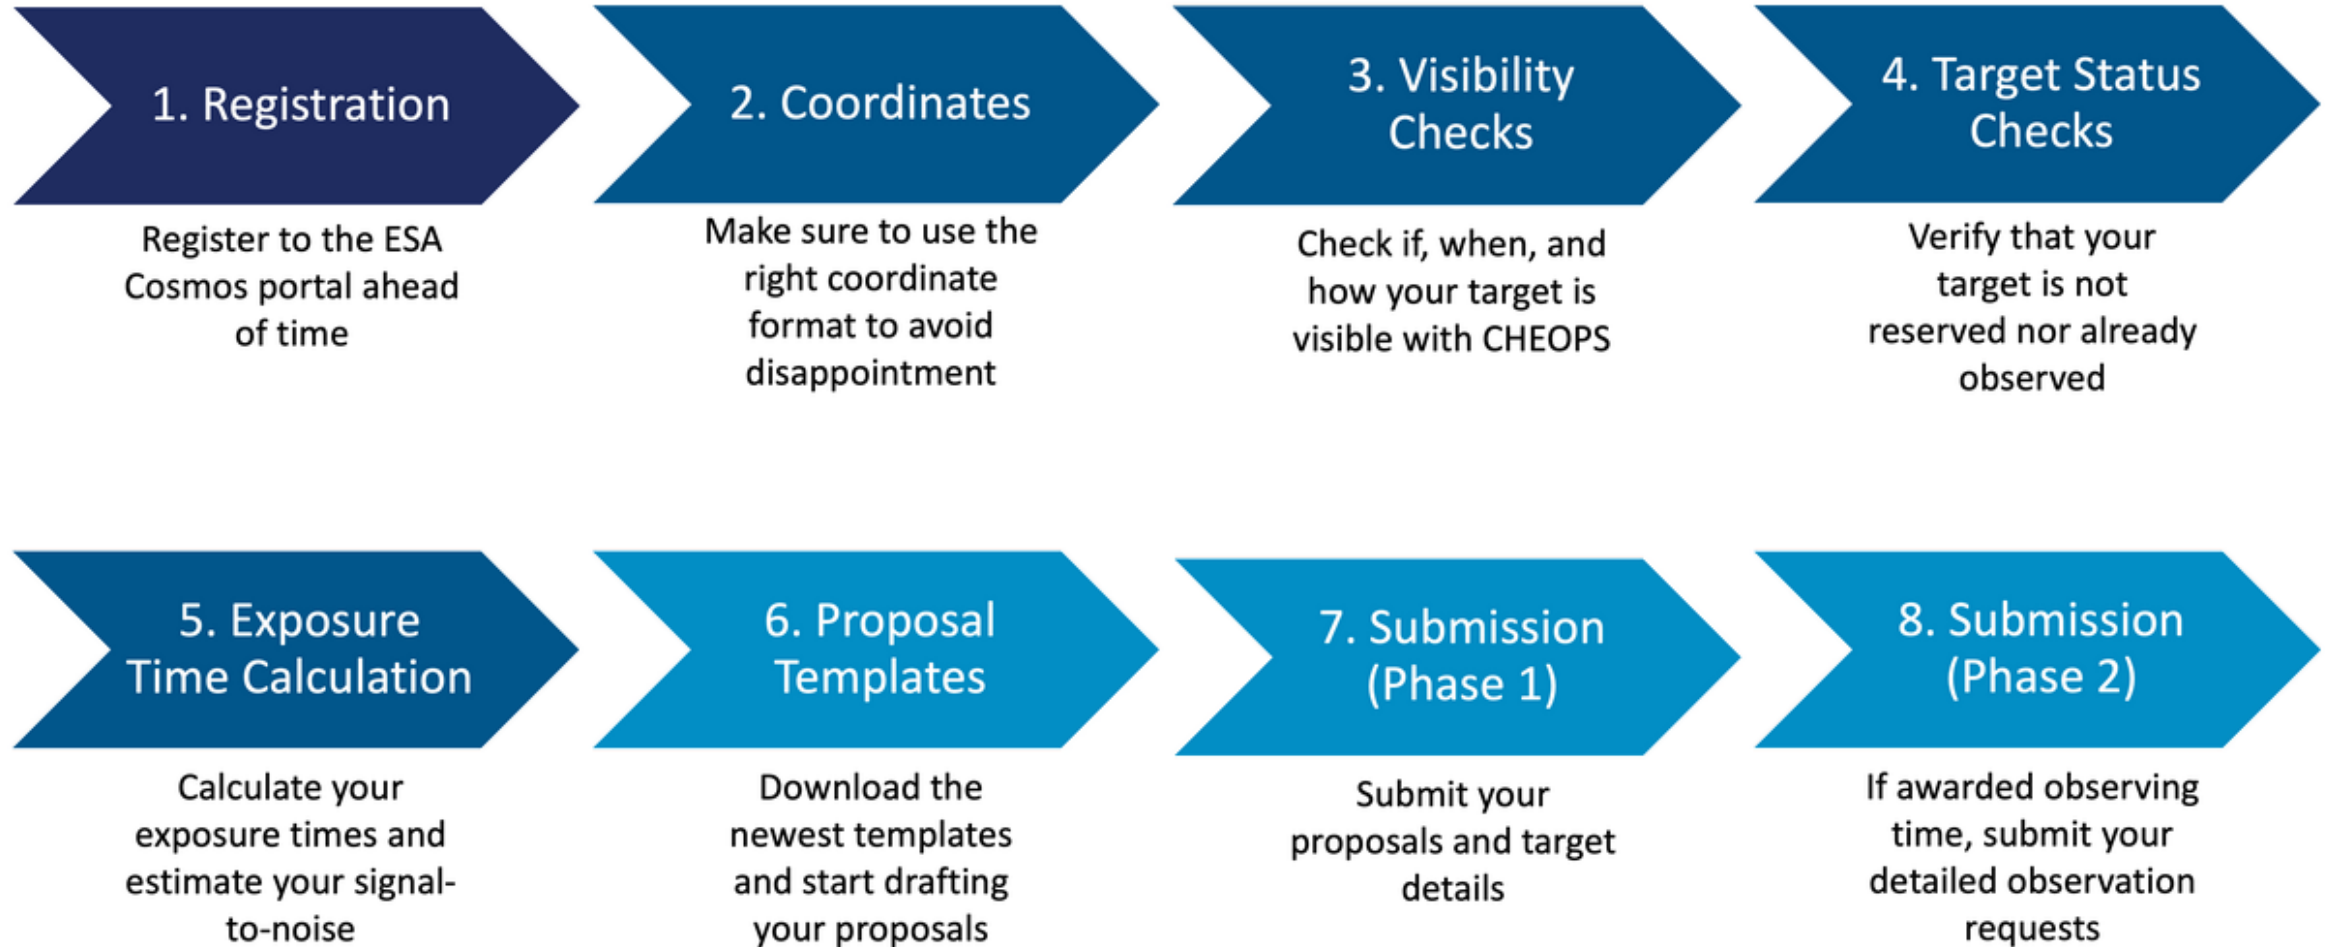 1. Registration
Register to the ESA
Cosmos portal ahead
of time
2. Coordinates
Make sure to use the
right coordinate
format to avoid
disappointment
3. Visibility
Checks
Check if, when, and
how your target is
visible with CHEOPS
4. Target Status
Checks
Verify that your
target is not
reserved nor already
observed
5. Exposure
Time Calculation
Calculate your
exposure times and
estimate your signal-
to-noise
6. Proposal
Templates
Download the
newest templates
and start drafting
your proposals
7. Submission
(Phase 1)
Submit your
proposals and target
details
8. Submission
(Phase 2)
If awarded observing
time, submit your
detailed observation
requests